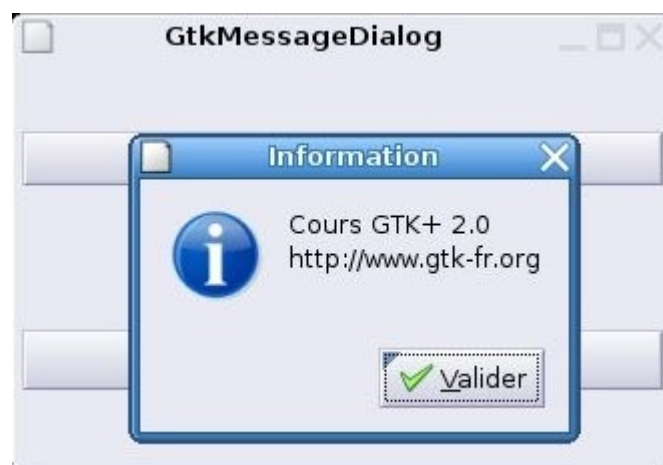 GtkMessageDialog
Information
Cours GTK+ 2.0
http://www.gtk-fr.org
Valider